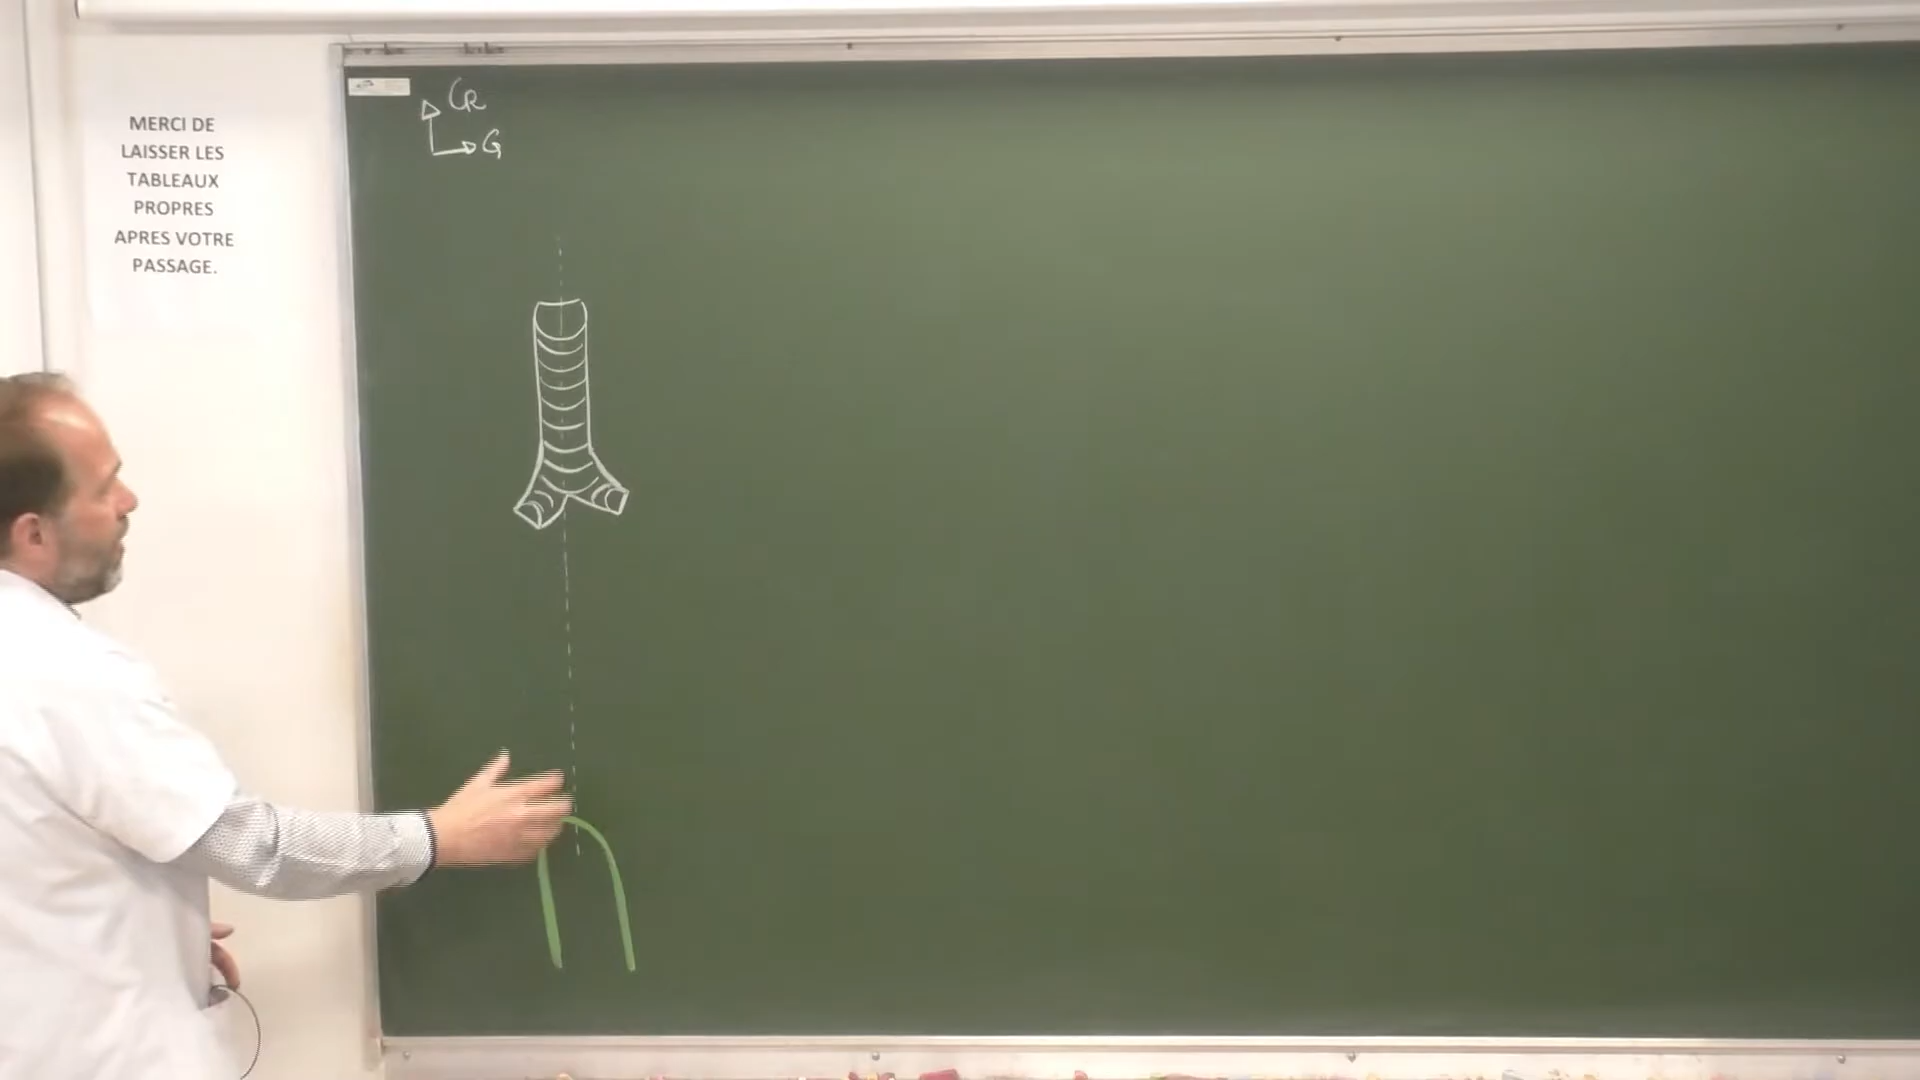 MERCI DE
LAISSER LES
TABLEAUX
PROPRES
APRES VOTRE
PASSAGE.
CR
G